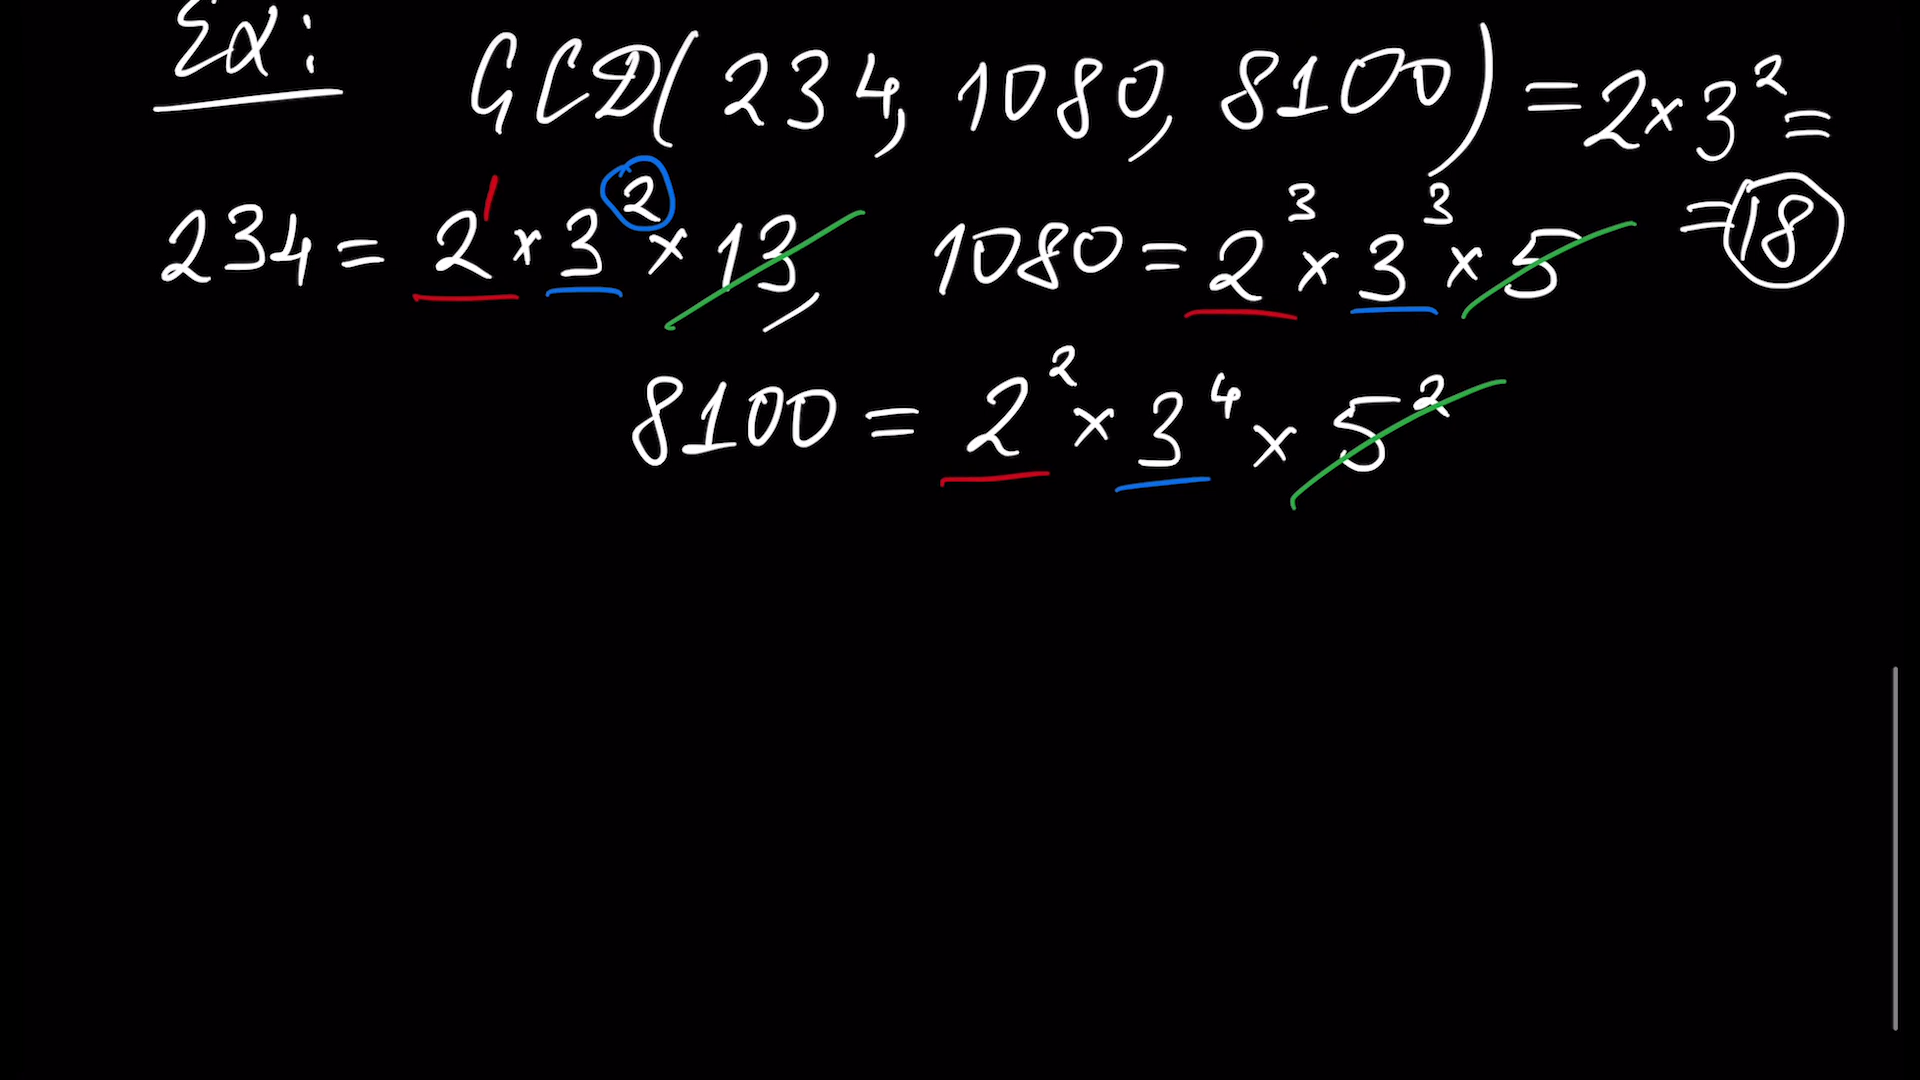 Ex: GCD(234, 1080, 8100) = 2 × 3² =
= 18
234 = 2¹ × 3² × 13, 1080 = 2³ × 3³ × 5
8100 = 2² × 3⁴ × 5²